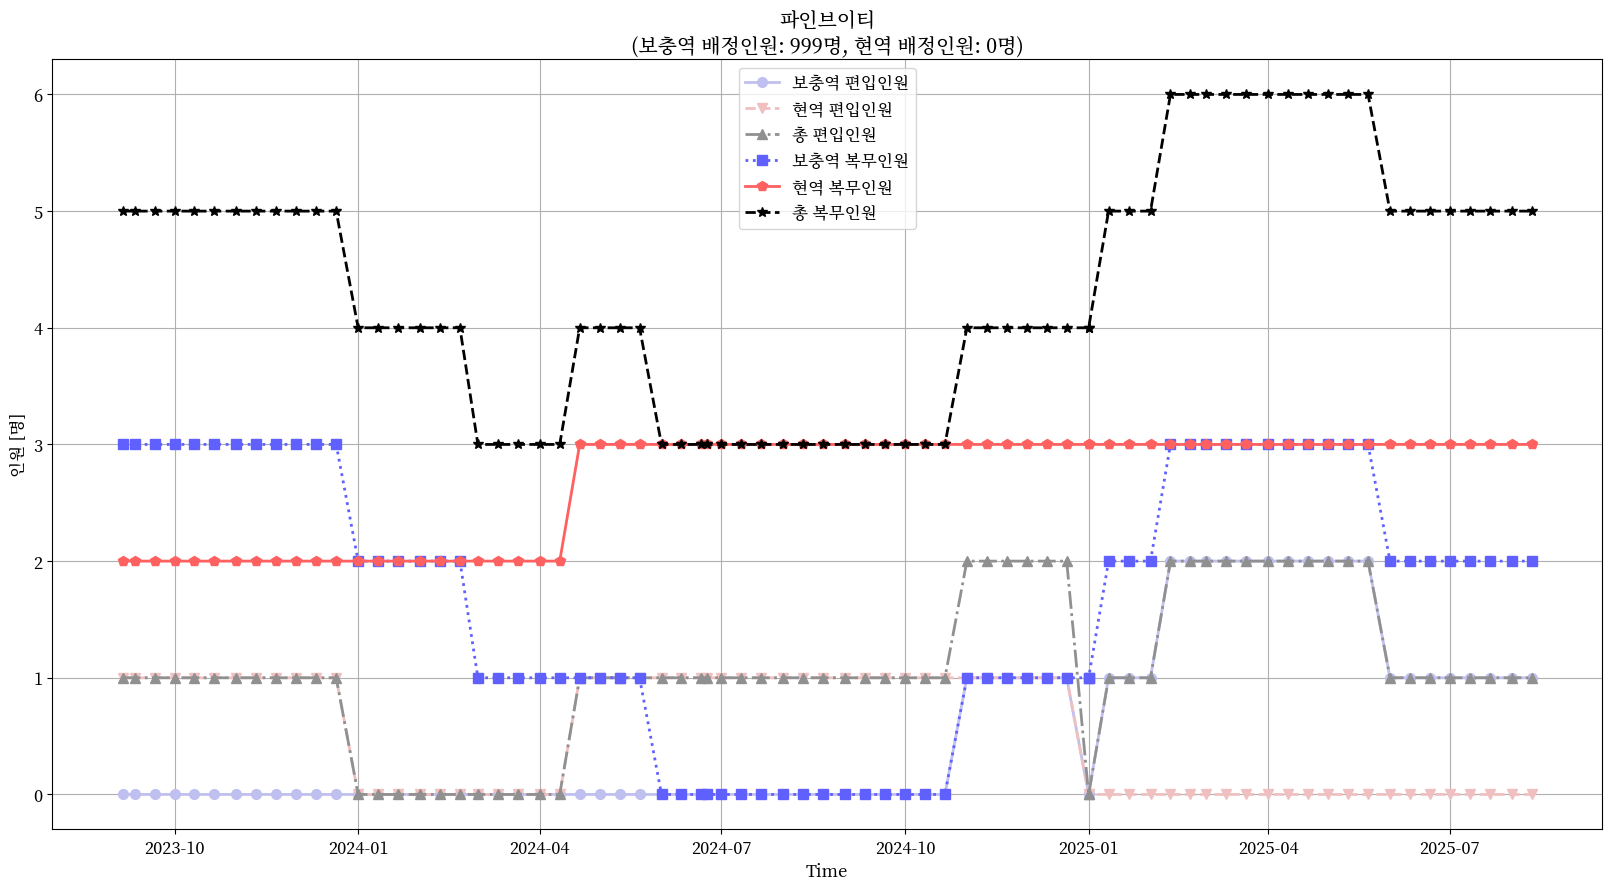 파인브이티
(보충역 배정인원: 999명, 현역 배정인원: 0명)
보충역 편입인원
현역 편입인원
총 편입인원
보충역 복무인원
현역 복무인원
총 복무인원
인원 [명]
6
5
4
3
2
1
0
2023-10
2024-01
2024-04
2024-07
2024-10
2025-01
2025-04
2025-07
Time